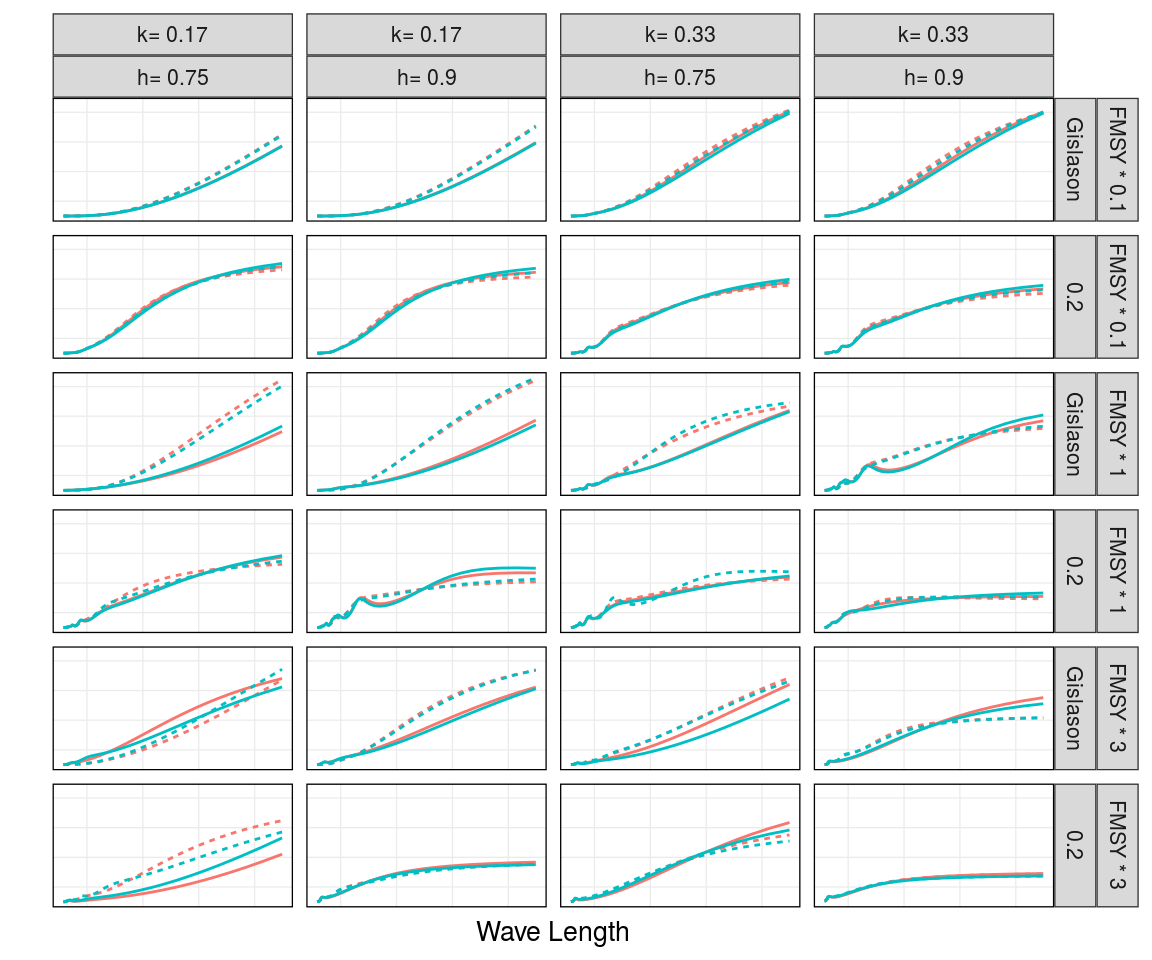 k= 0.17
k= 0.17
k= 0.33
k= 0.33
h= 0.75
h= 0.9
h= 0.75
h= 0.9
Gislason
FMSY * 0.1
0.2
FMSY * 0.1
Gislason
FMSY * 1
0.2
FMSY * 1
Gislason
FMSY * 3
0.2
FMSY * 3
Wave Length